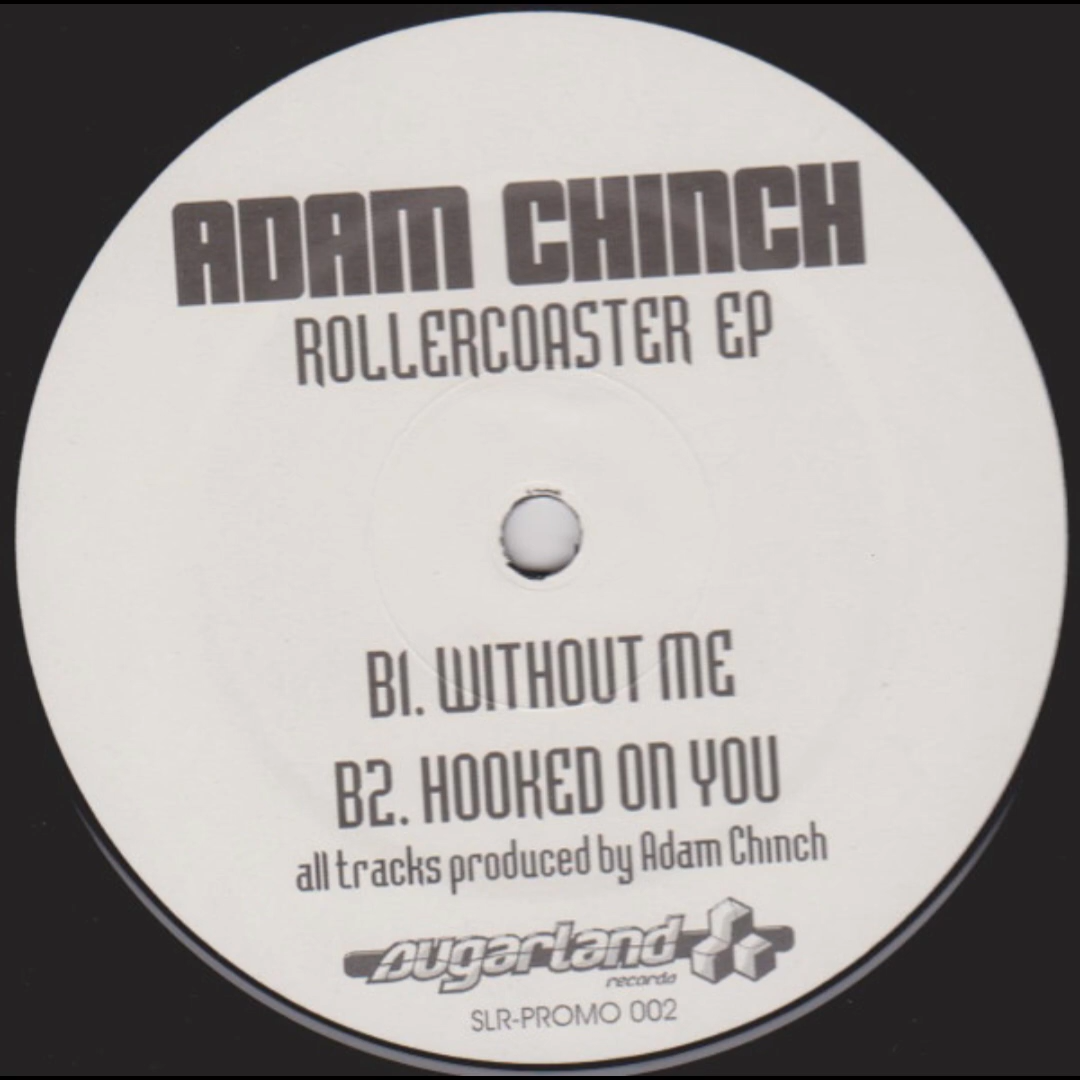 ADAM CHINCH
ROLLERCOASTER EP
B1. WITHOUT ME
B2. HOOKED ON YOU
all tracks produced by Adam Chinch
sugarland
records
SLR-PROMO 002